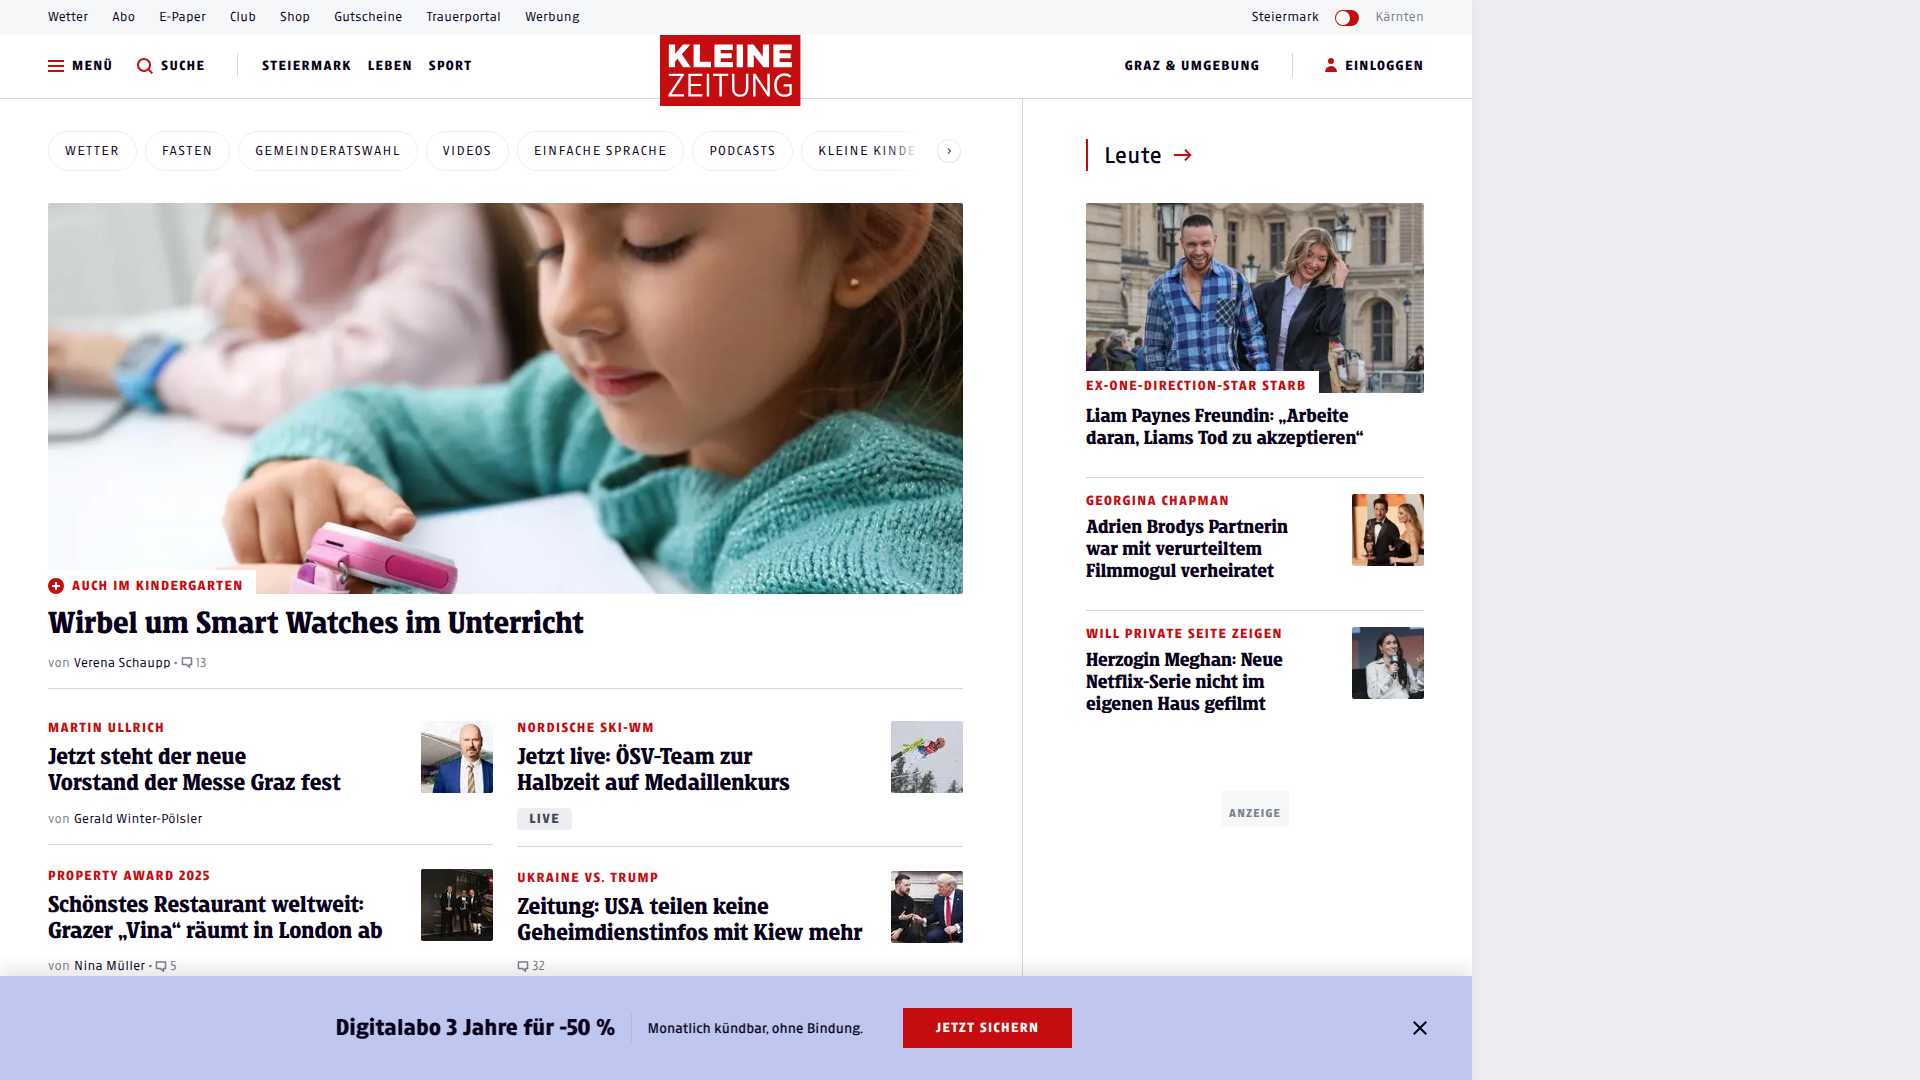 Wetter Abo E-Paper Club Shop Gutscheine Trauerportal Werbung
Steiermark Kärnten
MENÜ SUCHE STEIERMARK LEBEN SPORT
KLEINE
ZEITUNG
GRAZ & UMGEBUNG EINLOGGEN
WETTER FASTEN GEMEINDERATSWAHL VIDEOS EINFACHE SPRACHE PODCASTS KLEINE KINDE
AUCH IM KINDERGARTEN
Wirbel um Smart Watches im Unterricht
von Verena Schaupp • 13
MARTIN ULLRICH
Jetzt steht der neue
Vorstand der Messe Graz fest
von Gerald Winter-Pölsler
NORDISCHE SKI-WM
Jetzt live: ÖSV-Team zur
Halbzeit auf Medaillenkurs
LIVE
PROPERTY AWARD 2025
Schönstes Restaurant weltweit:
Grazer „Vina“ räumt in London ab
von Nina Müller • 5
UKRAINE VS. TRUMP
Zeitung: USA teilen keine
Geheimdienstinfos mit Kiew mehr
32
Leute
EX-ONE-DIRECTION-STAR STARB
Liam Paynes Freundin: „Arbeite
daran, Liams Tod zu akzeptieren“
GEORGINA CHAPMAN
Adrien Brodys Partnerin
war mit verurteiltem
Filmmogul verheiratet
WILL PRIVATE SEITE ZEIGEN
Herzogin Meghan: Neue
Netflix-Serie nicht im
eigenen Haus gefilmt
ANZEIGE
Digitalabo 3 Jahre für -50 %
Monatlich kündbar, ohne Bindung.
JETZT SICHERN